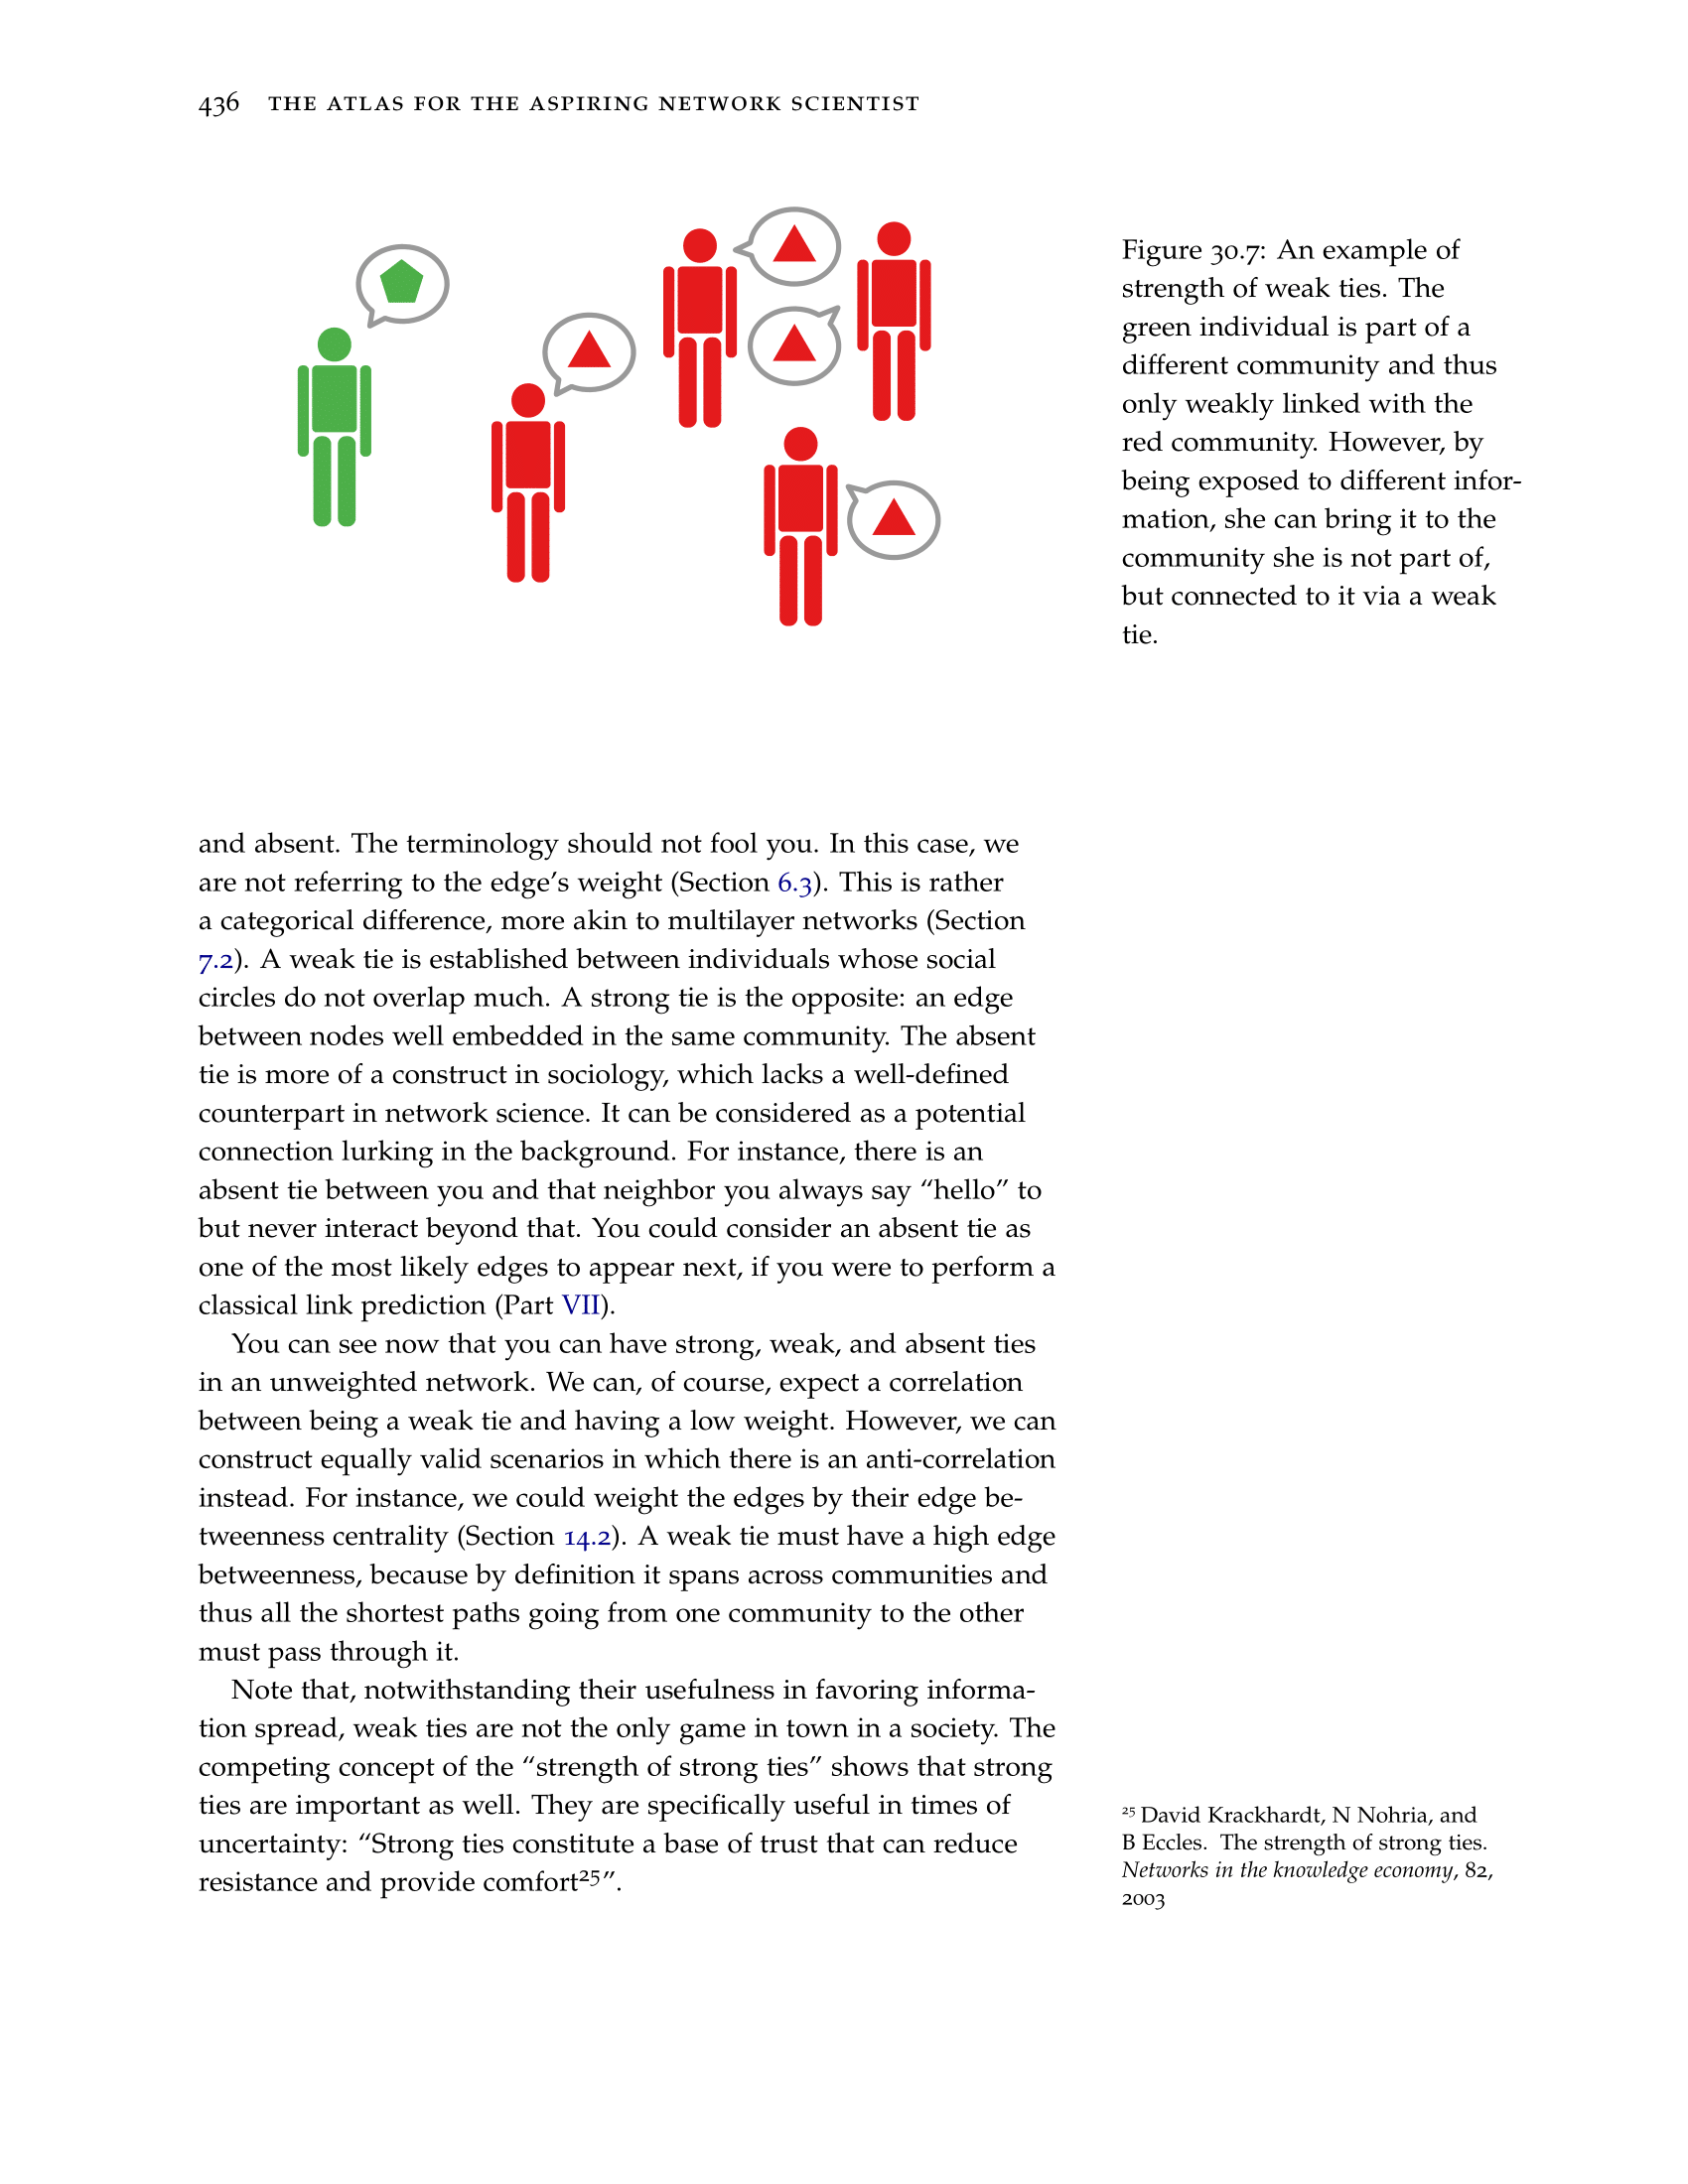 436 THE ATLAS FOR THE ASPIRING NETWORK SCIENTIST
Figure 30.7: An example of
strength of weak ties. The
green individual is part of a
different community and thus
only weakly linked with the
red community. However, by
being exposed to different infor-
mation, she can bring it to the
community she is not part of,
but connected to it via a weak
tie.
and absent. The terminology should not fool you. In this case, we
are not referring to the edge’s weight (Section 6.3). This is rather
a categorical difference, more akin to multilayer networks (Section
7.2). A weak tie is established between individuals whose social
circles do not overlap much. A strong tie is the opposite: an edge
between nodes well embedded in the same community. The absent
tie is more of a construct in sociology, which lacks a well-defined
counterpart in network science. It can be considered as a potential
connection lurking in the background. For instance, there is an
absent tie between you and that neighbor you always say “hello” to
but never interact beyond that. You could consider an absent tie as
one of the most likely edges to appear next, if you were to perform a
classical link prediction (Part VII).
You can see now that you can have strong, weak, and absent ties
in an unweighted network. We can, of course, expect a correlation
between being a weak tie and having a low weight. However, we can
construct equally valid scenarios in which there is an anti-correlation
instead. For instance, we could weight the edges by their edge be-
tweenness centrality (Section 14.2). A weak tie must have a high edge
betweenness, because by definition it spans across communities and
thus all the shortest paths going from one community to the other
must pass through it.
Note that, notwithstanding their usefulness in favoring informa-
tion spread, weak ties are not the only game in town in a society. The
competing concept of the “strength of strong ties” shows that strong
ties are important as well. They are specifically useful in times of
uncertainty: “Strong ties constitute a base of trust that can reduce
resistance and provide comfort²⁵”.
²⁵ David Krackhardt, N Nohria, and
B Eccles. The strength of strong ties.
Networks in the knowledge economy, 82,
2003